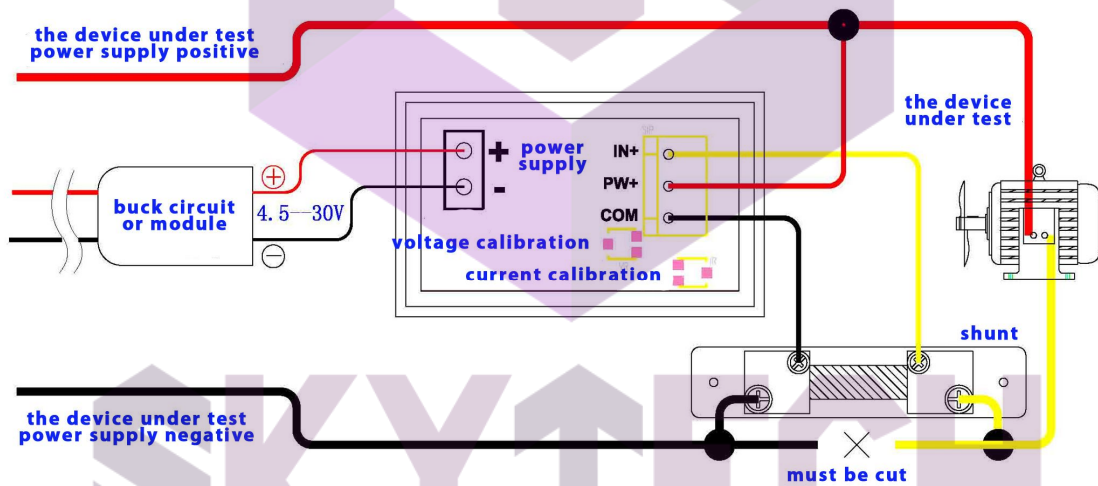 the device under test
power supply positive
the device
under test
+
power
supply
-
IN+
PW+
COM
buck circuit
or module
+
4.5--30V
-
voltage calibration
current calibration
shunt
the device under test
power supply negative
must be cut
SKYTECH